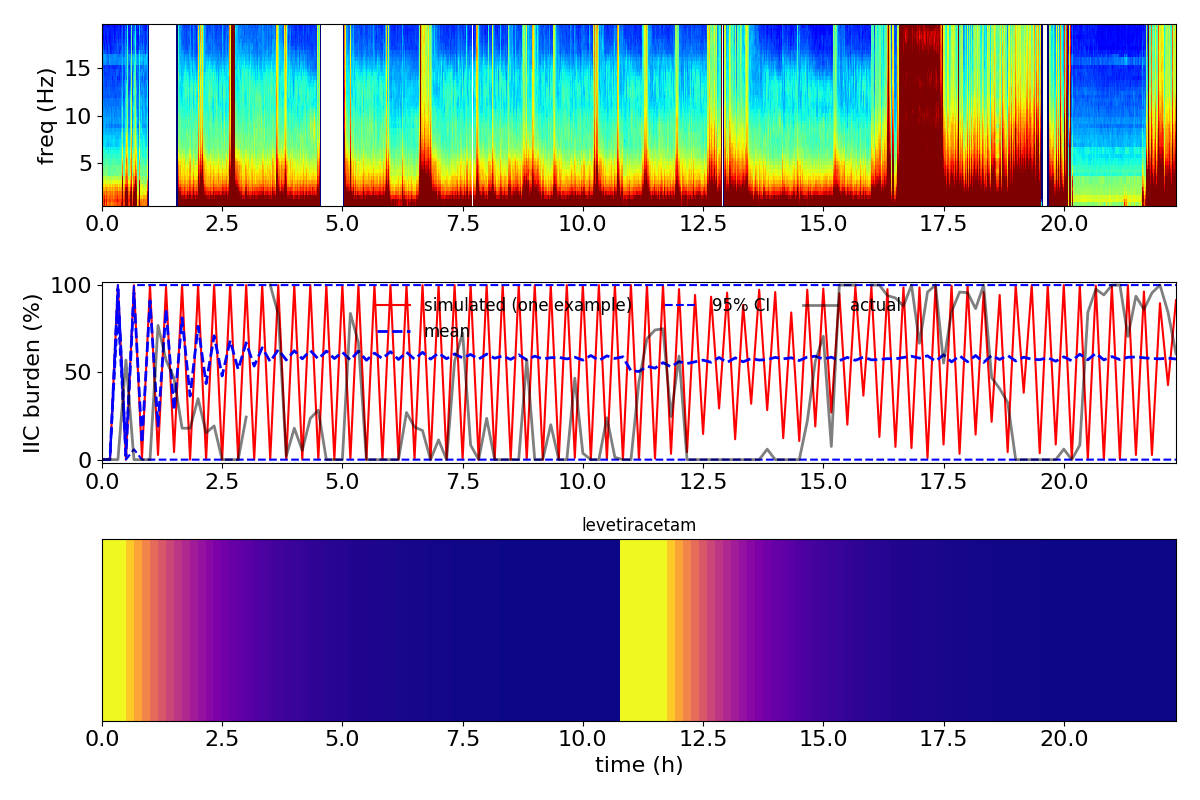 freq (Hz)
15
10
5
0.0 2.5 5.0 7.5 10.0 12.5 15.0 17.5 20.0
IIC burden (%)
100
50
0
simulated (one example) 95% CI actual
mean
0.0 2.5 5.0 7.5 10.0 12.5 15.0 17.5 20.0
levetiracetam
0.0 2.5 5.0 7.5 10.0 12.5 15.0 17.5 20.0
time (h)